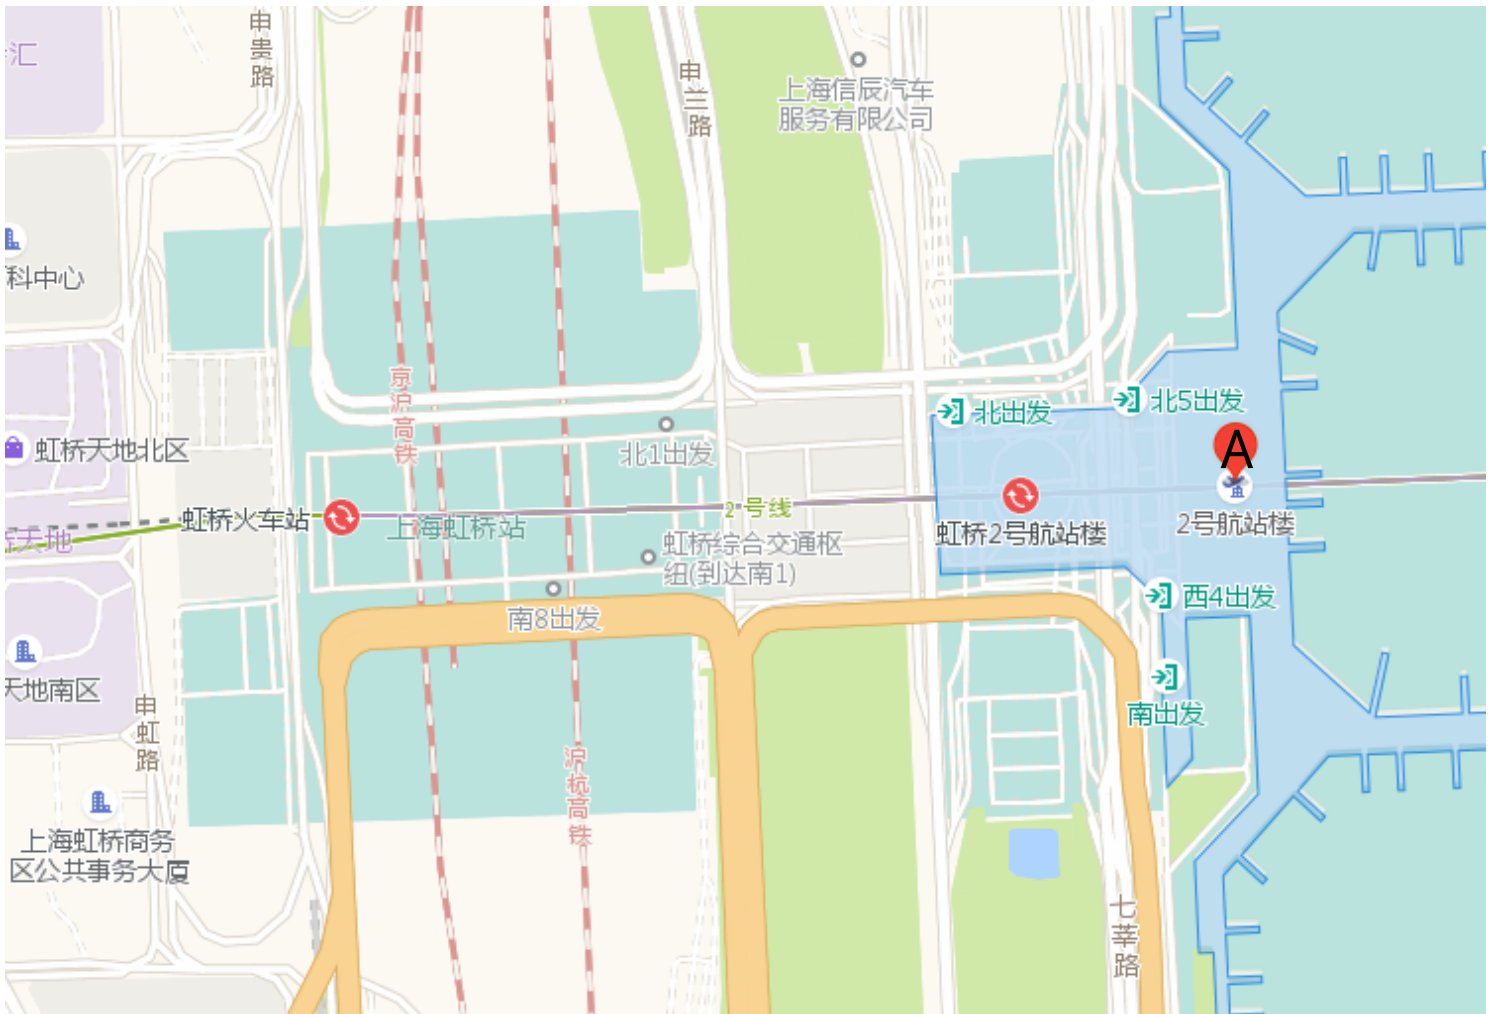 申贵路
汇
申兰路
上海信辰汽车
服务有限公司
科中心
京沪高铁
北出发
北5出发
A
北1出发
虹桥天地北区
2号线
虹桥火车站
上海虹桥站
虹桥2号航站楼
2号航站楼
天地
虹桥综合交通枢
纽(到达南1)
南8出发
西4出发
天地南区
南出发
申虹路
沪杭高铁
上海虹桥商务
区公共事务大厦
七莘路